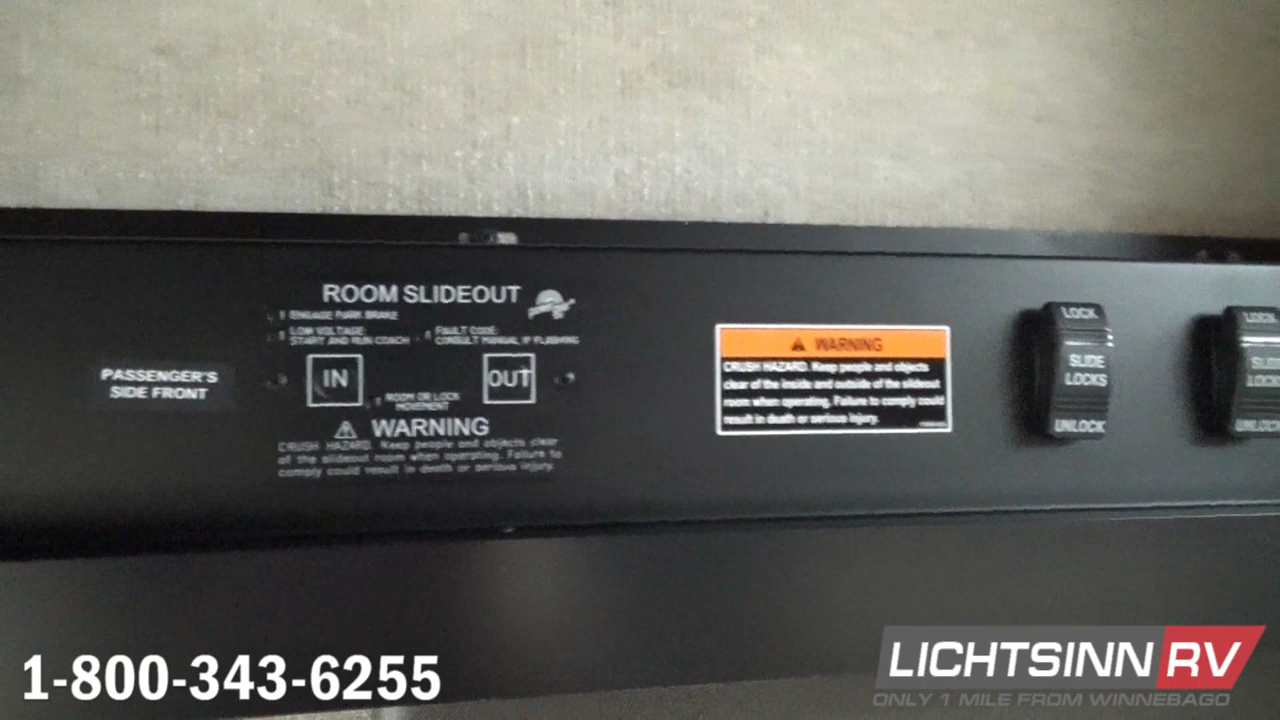 ROOM SLIDEOUT
ENGAGE PARK BRAKE
LOW VOLTAGE:
START AND RUN COACH
FAULT CODE:
CONSULT MANUAL IF FLASHING
PASSENGER'S
SIDE FRONT
IN
OUT
ROOM OR LOCK
MOVEMENT
WARNING
CRUSH HAZARD. Keep people and objects clear
of the slideout room when operating. Failure to
comply could result in death or serious injury.
WARNING
CRUSH HAZARD. Keep people and objects
clear of the inside and outside of the slideout
room when operating. Failure to comply could
result in death or serious injury.
LOCK
SLIDE
LOCKS
UNLOCK
LOCK
SLIDE
LOCKS
UNLOCK
1-800-343-6255
LICHTSINN RV
ONLY 1 MILE FROM WINNEBAGO